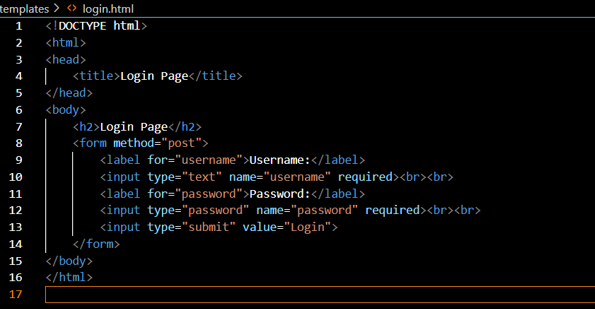 templates > <> login.html
1 <!DOCTYPE html>
2 <html>
3 <head>
4 <title>Login Page</title>
5 </head>
6 <body>
7 <h2>Login Page</h2>
8 <form method="post">
9 <label for="username">Username:</label>
10 <input type="text" name="username" required><br><br>
11 <label for="password">Password:</label>
12 <input type="password" name="password" required><br><br>
13 <input type="submit" value="Login">
14 </form>
15 </body>
16 </html>
17